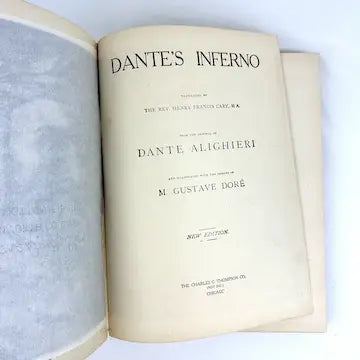 DANTE'S INFERNO
TRANSLATED BY
THE REV. HENRY FRANCIS CARY, M.A.
FROM THE ORIGINAL OF
DANTE ALIGHIERI
AND ILLUSTRATED WITH THE DESIGNS OF
M. GUSTAVE DORÉ
NEW EDITION.
THE CHARLES C. THOMPSON CO.
CHICAGO